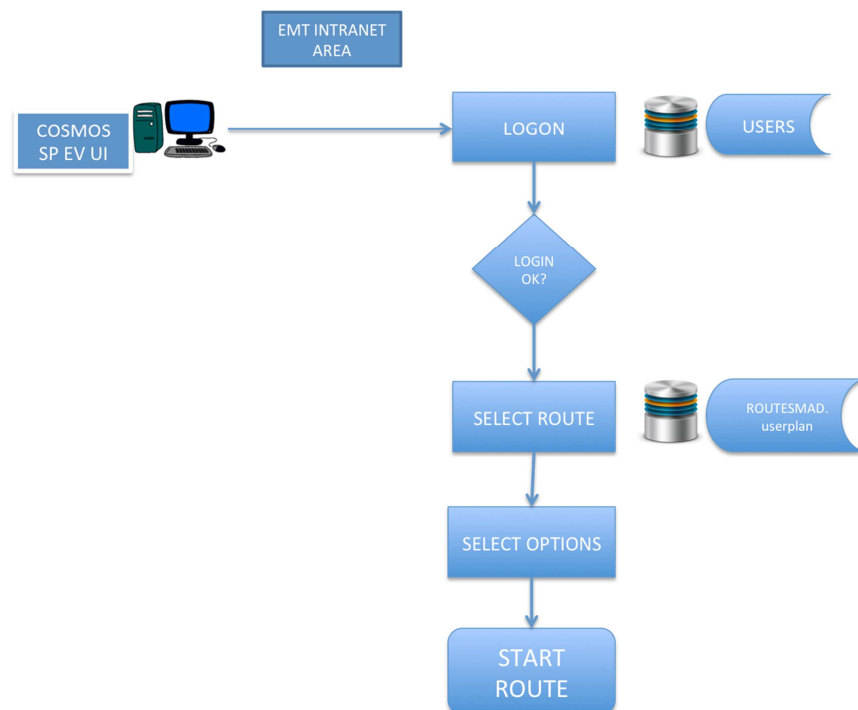 EMT INTRANET
AREA
COSMOS
SP EV UI
LOGON
USERS
LOGIN
OK?
SELECT ROUTE
ROUTESMAD.
userplan
SELECT OPTIONS
START
ROUTE